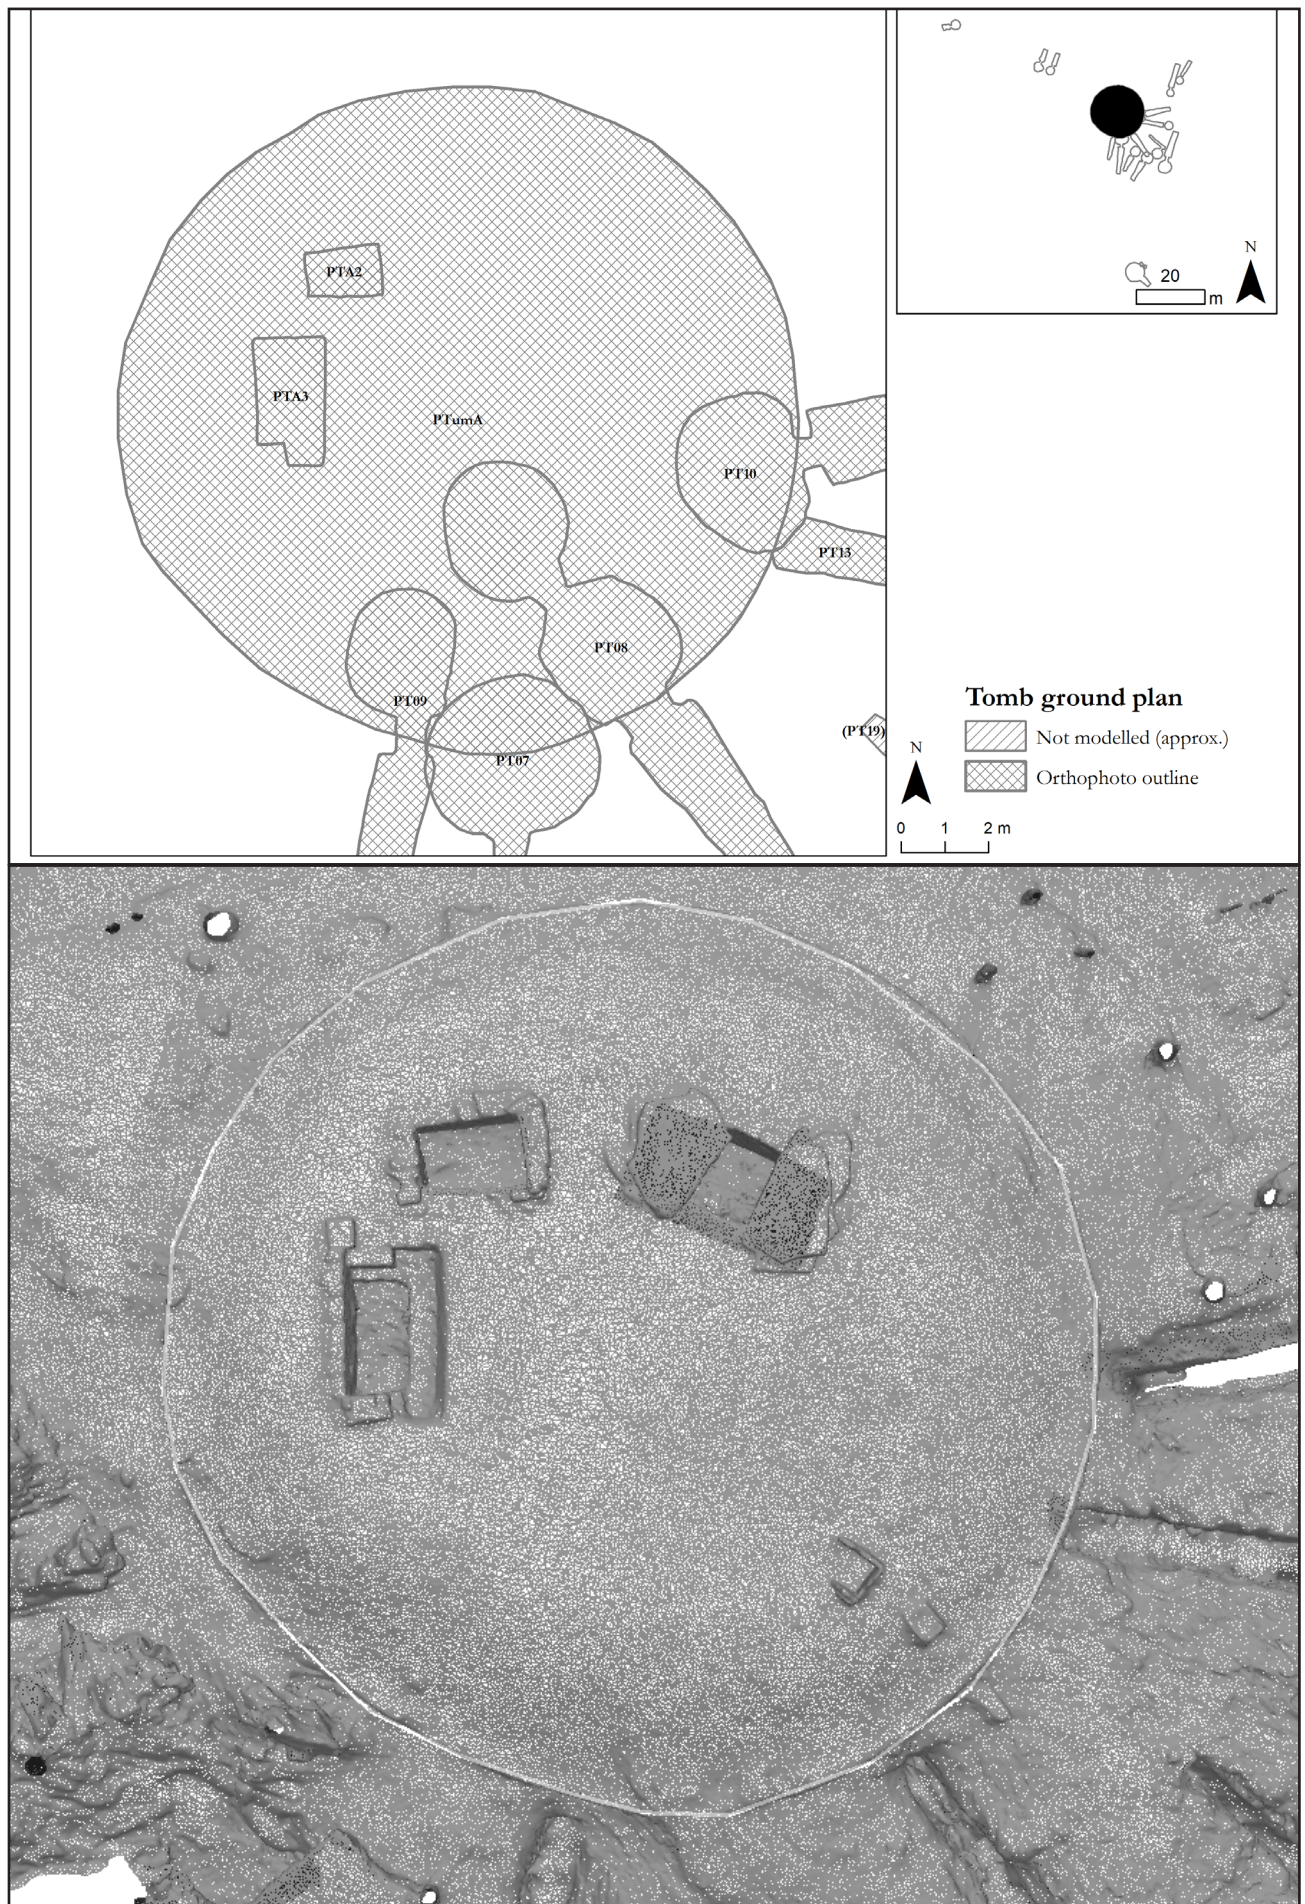 PTA2
PTA3
PTumA
PT10
PT13
PT08
PT09
PT07
(PT19)
N
20
m
Tomb ground plan
Not modelled (approx.)
Orthophoto outline
N
0 1 2 m